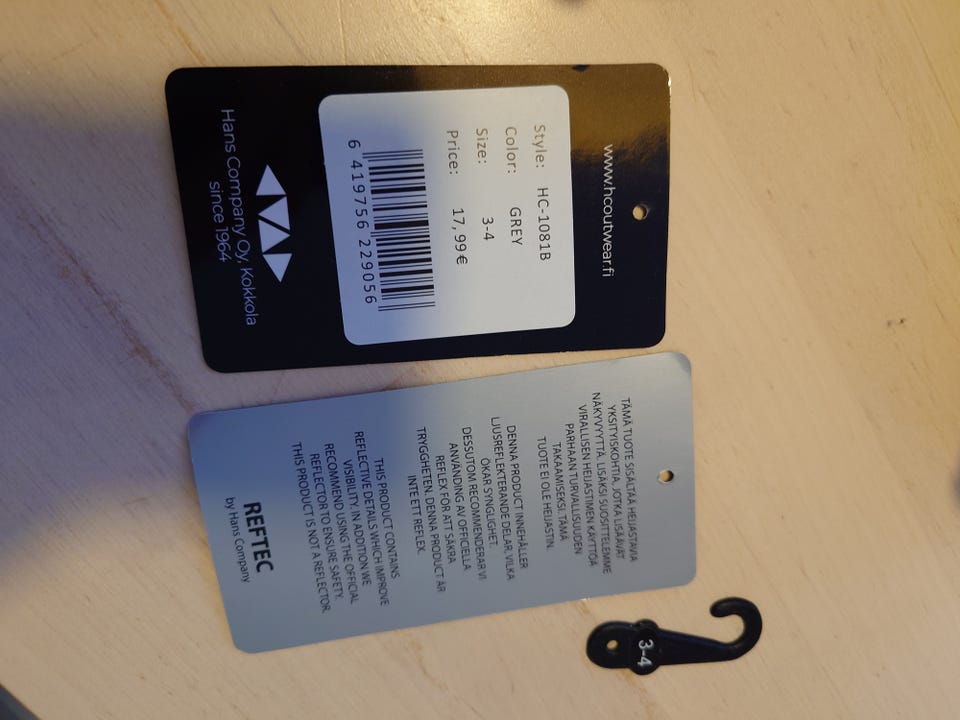 www.hcoutwear.fi
Style: HC-1081B
Color: GREY
Size: 3-4
Price: 17,99€
6 419756 229056
Hans Company Oy, Kokkola
since 1964
TÄMÄ TUOTE SISÄLTÄÄ HEIJASTAVIA
YKSITYISKOHTIA, JOTKA LISÄÄVÄT
NÄKYVYYTTÄ. LISÄKSI SUOSITTELEMME
VIRALLISEN HEIJASTIMEN KÄYTTÖÄ
PARHAAN TURVALLISUUDEN
TAKAAMISEKSI. TÄMÄ
TUOTE EI OLE HEIJASTIN.
DENNA PRODUCT INNEHÅLLER
LJUSREFLEKTERANDE DELAR, VILKA
ÖKAR SYNGLIGHET.
DESSUTOM RECOMMENDERAR VI
ANVÄNDING AV OFFICIELLA
REFLEX FÖR ATT SÄKRA
TRYGGHETEN. DENNA PRODUCT ÄR
INTE ETT REFLEX.
THIS PRODUCT CONTAINS
REFLECTIVE DETAILS WHICH IMPROVE
VISIBILITY. IN ADDITION WE
RECOMMEND USING THE OFFICIAL
REFLECTOR TO ENSURE SAFETY.
THIS PRODUCT IS NOT A REFLECTOR.
REFTEC
by Hans Company
3-4